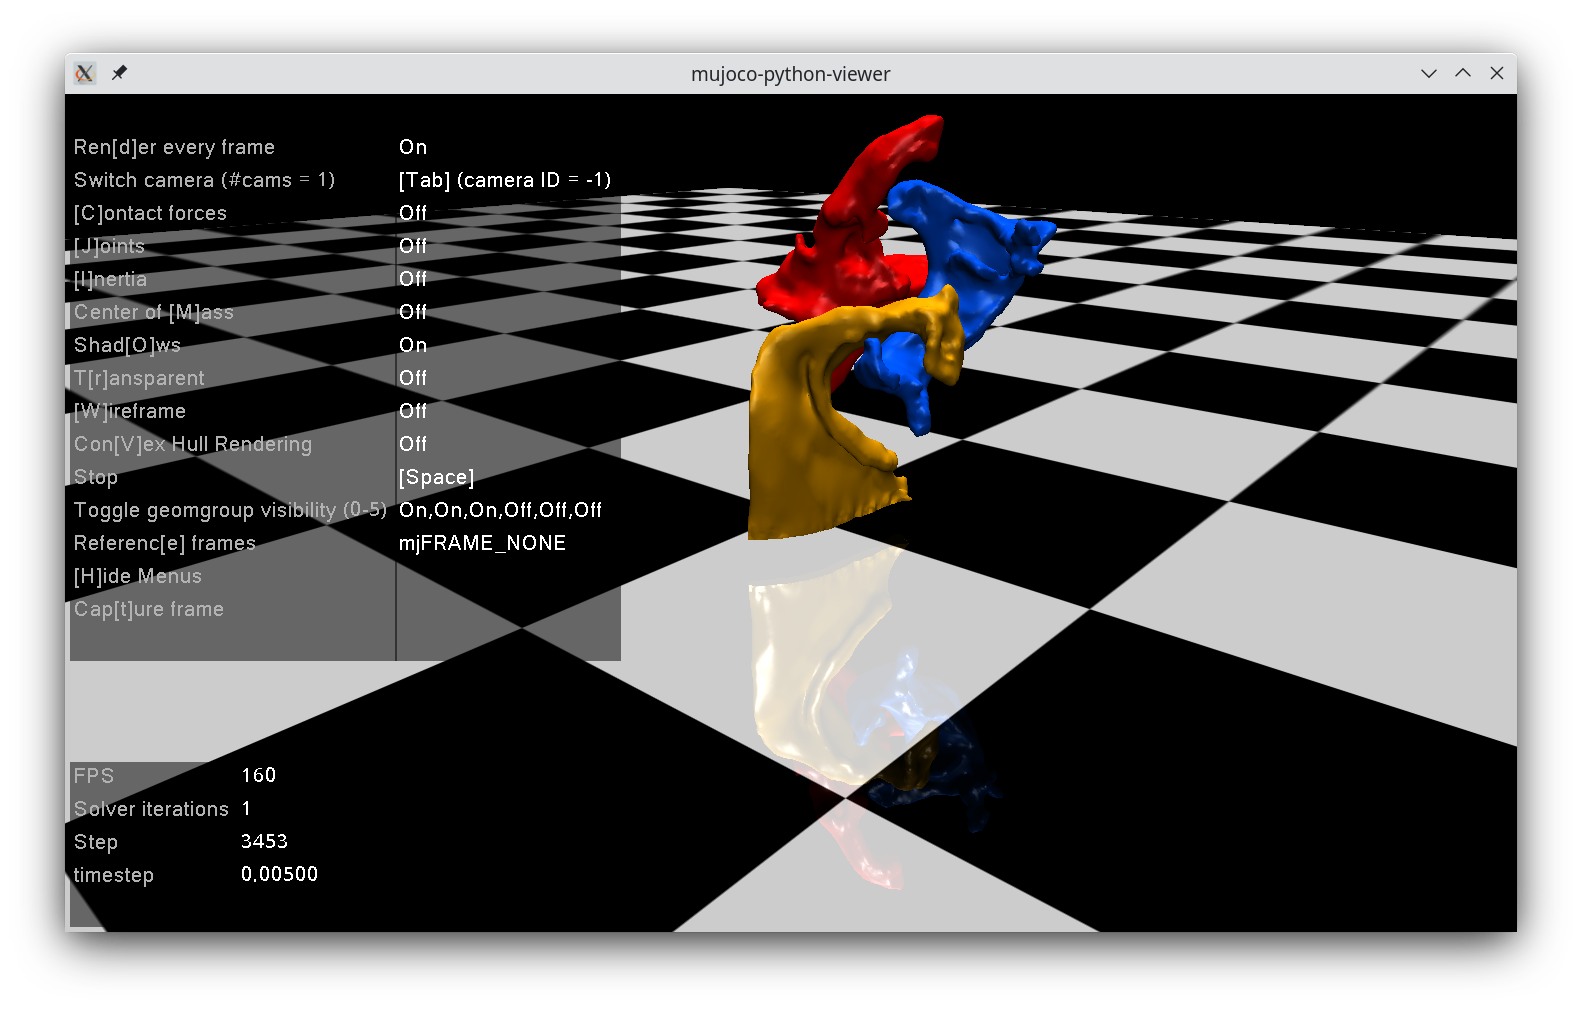 mujoco-python-viewer
Ren[d]er every frame On
Switch camera (#cams = 1) [Tab] (camera ID = -1)
[C]ontact forces Off
[J]oints Off
[I]nertia Off
Center of [M]ass Off
Shad[O]ws On
T[r]ansparent Off
[W]ireframe Off
Con[V]ex Hull Rendering Off
Stop [Space]
Toggle geomgroup visibility (0-5) On,On,On,Off,Off,Off
Referenc[e] frames mjFRAME_NONE
[H]ide Menus
Cap[t]ure frame
FPS 160
Solver iterations 1
Step 3453
timestep 0.00500